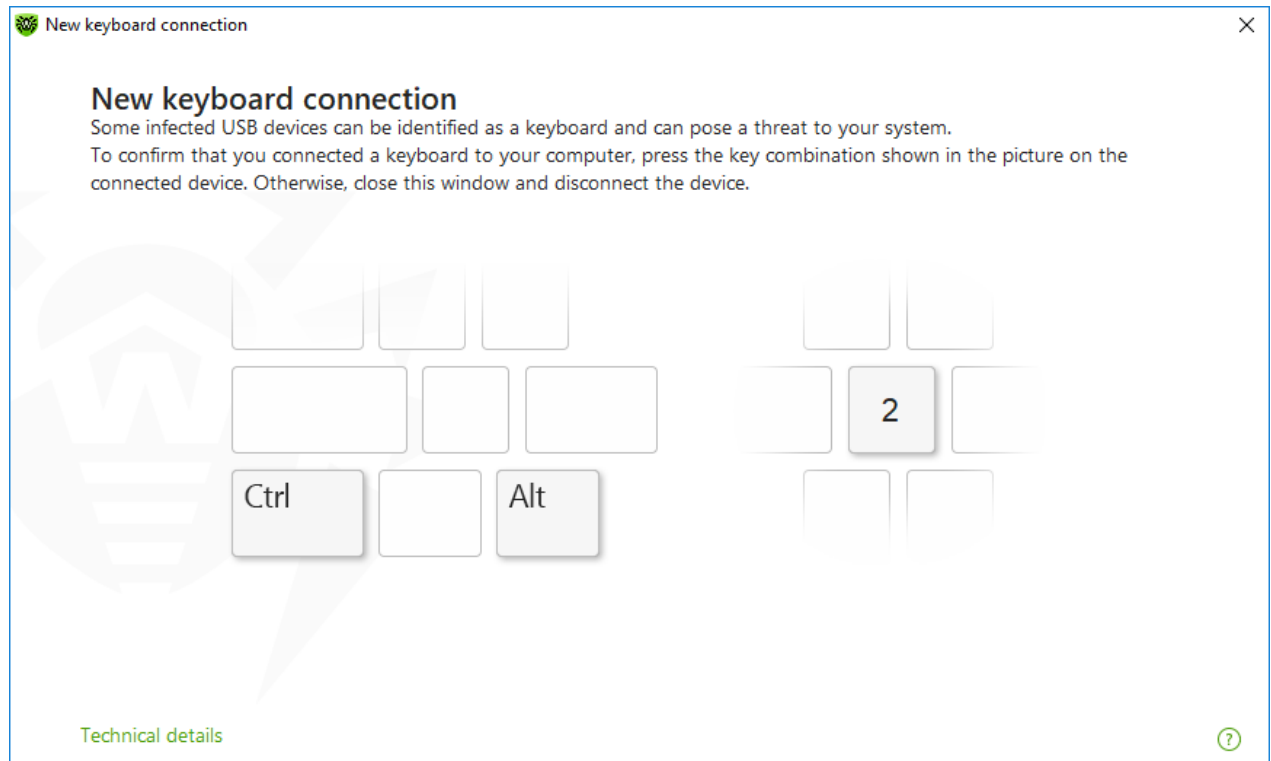 New keyboard connection
New keyboard connection
Some infected USB devices can be identified as a keyboard and can pose a threat to your system.
To confirm that you connected a keyboard to your computer, press the key combination shown in the picture on the
connected device. Otherwise, close this window and disconnect the device.
2
Ctrl Alt
Technical details
?